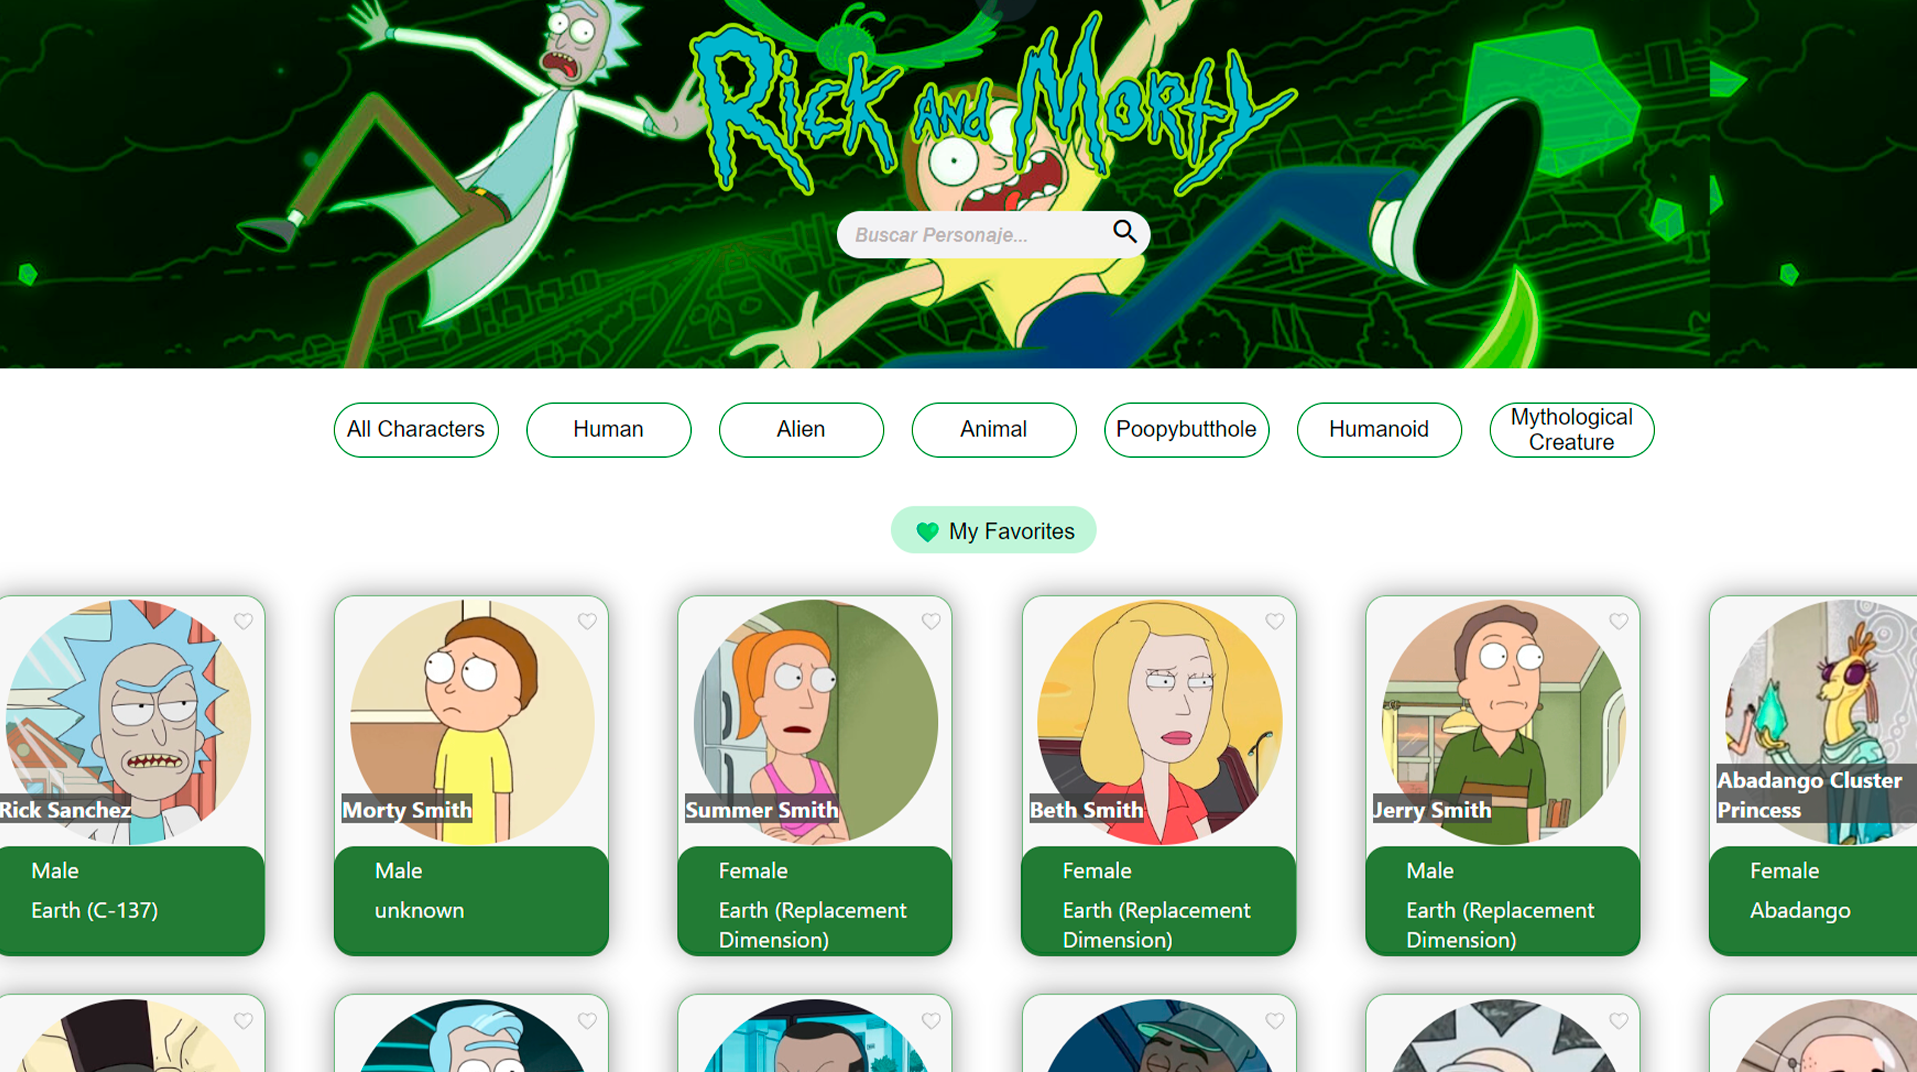 Rick and Morty
Buscar Personaje...
All Characters
Human
Alien
Animal
Poopybutthole
Humanoid
Mythological
Creature
My Favorites
Rick Sanchez
Male
Earth (C-137)
Morty Smith
Male
unknown
Summer Smith
Female
Earth (Replacement
Dimension)
Beth Smith
Female
Earth (Replacement
Dimension)
Jerry Smith
Male
Earth (Replacement
Dimension)
Abadango Cluster
Princess
Female
Abadango